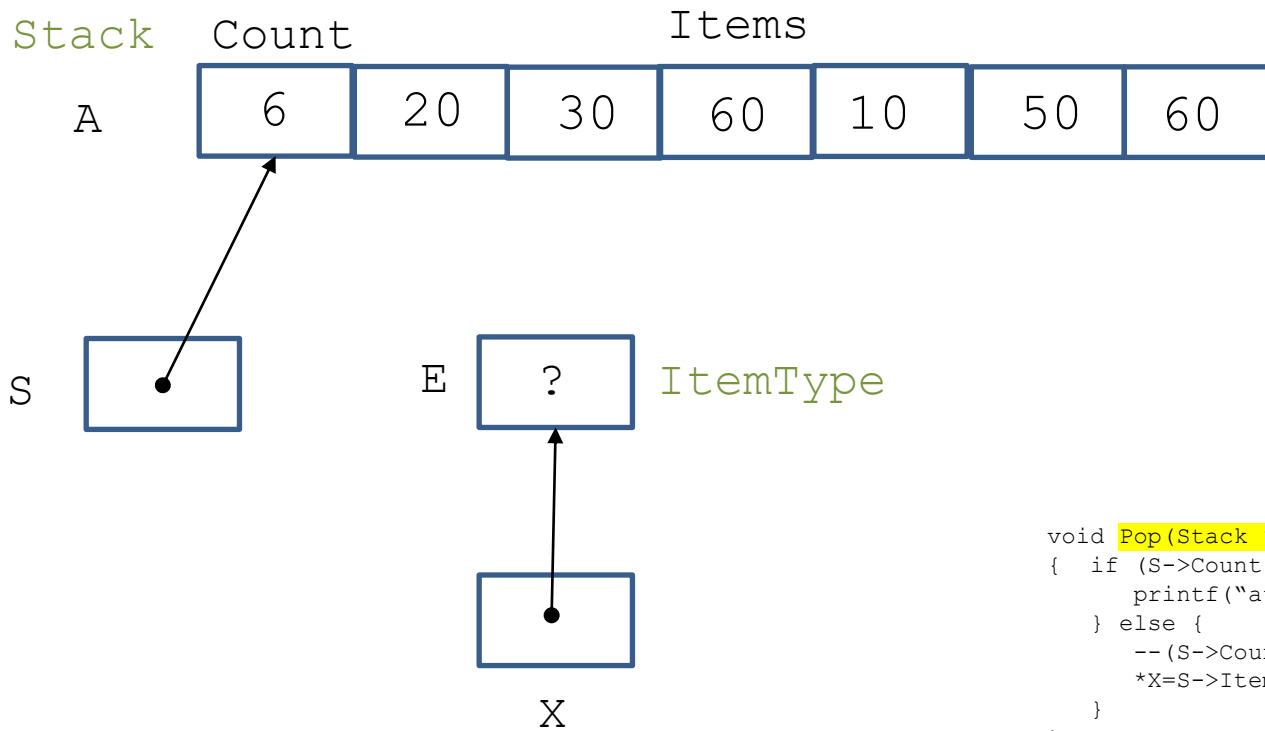 Stack Count Items
A 6 20 30 60 10 50 60
S E ? ItemType
X
void Pop(Stack
{ if (S->Count
printf(“a
} else {
--(S->Cou
*X=S->Ite
}